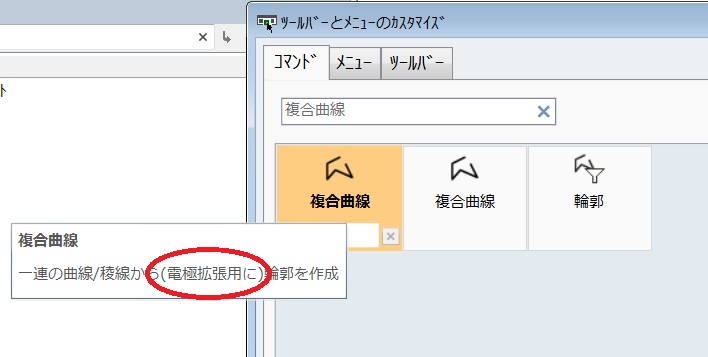 ﾂｰﾙﾊﾞｰとﾒﾆｭｰのｶｽﾀﾏｲｽﾞ
ｺﾏﾝﾄﾞ ﾒﾆｭｰ ﾂｰﾙﾊﾞｰ
ﾄ
複合曲線
複合曲線 複合曲線 輪郭
複合曲線
一連の曲線/稜線から(電極拡張用に)輪郭を作成